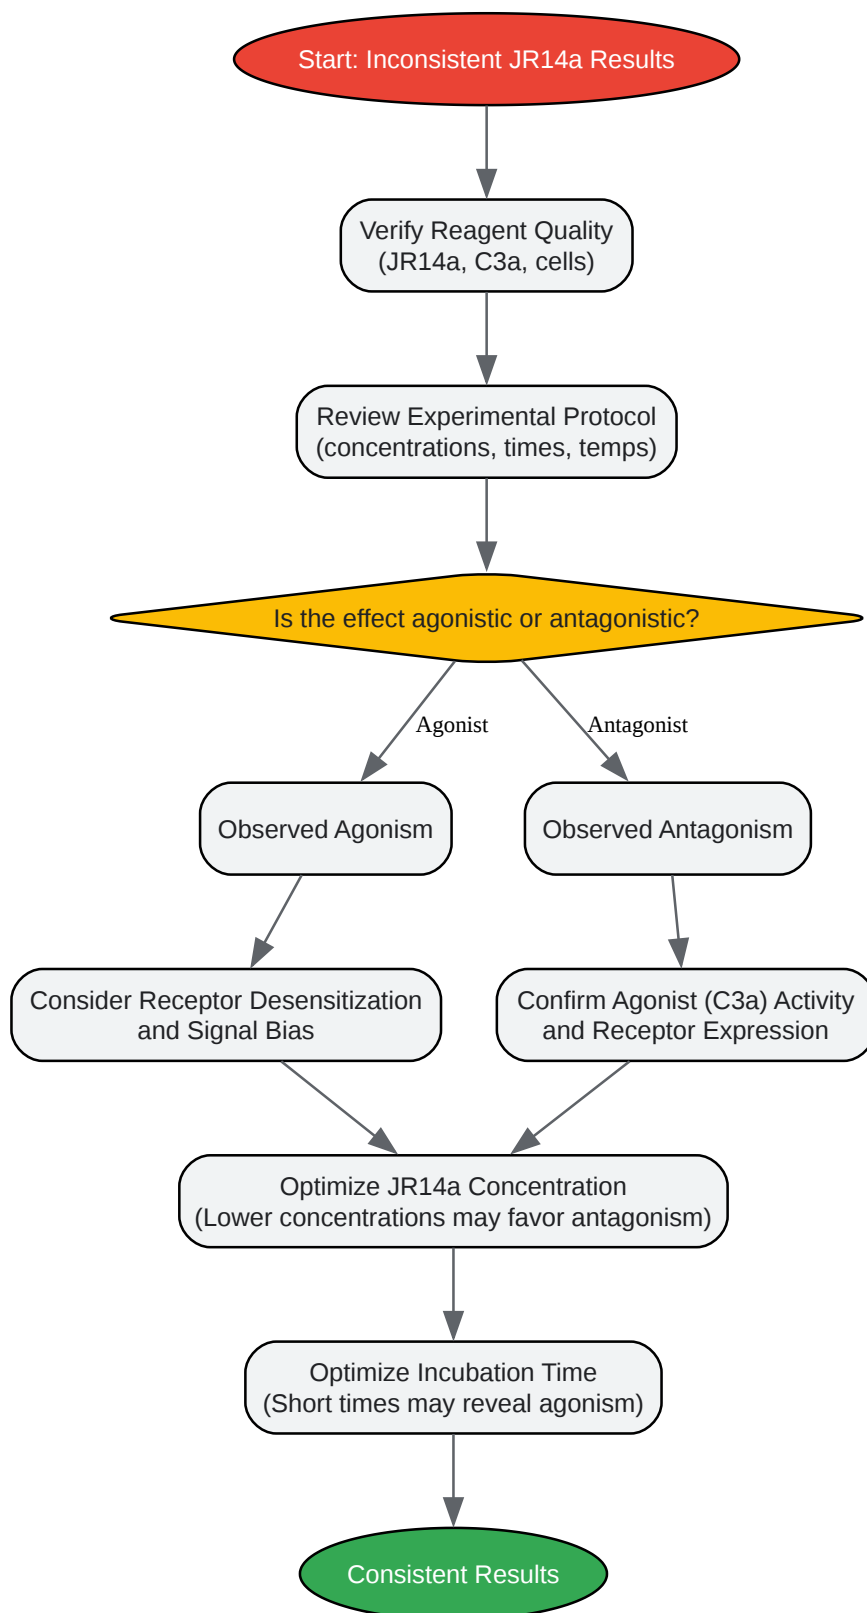 Start: Inconsistent JR14a Results
Verify Reagent Quality
(JR14a, C3a, cells)
Review Experimental Protocol
(concentrations, times, temps)
Is the effect agonistic or antagonistic?
Agonist
Antagonist
Observed Agonism
Observed Antagonism
Consider Receptor Desensitization
and Signal Bias
Confirm Agonist (C3a) Activity
and Receptor Expression
Optimize JR14a Concentration
(Lower concentrations may favor antagonism)
Optimize Incubation Time
(Short times may reveal agonism)
Consistent Results